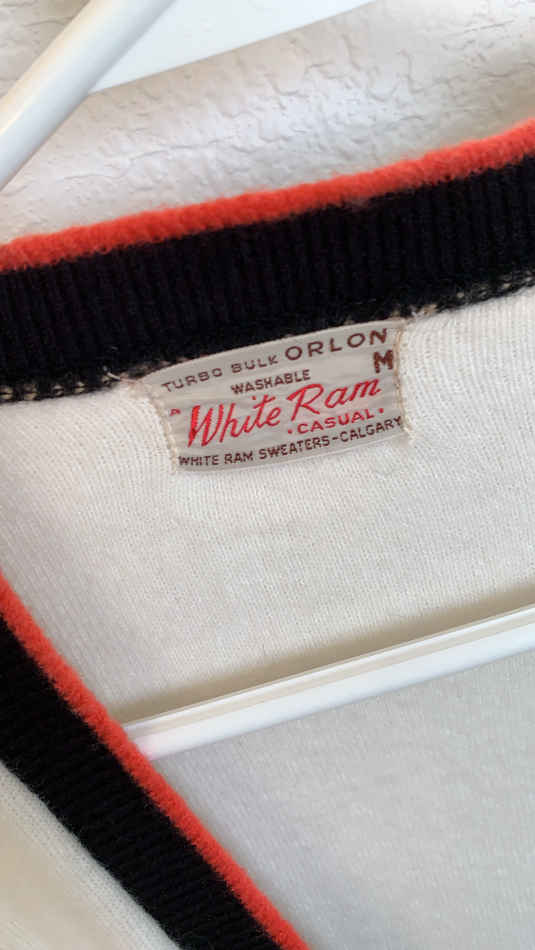 TURBO BULK ORLON
WASHABLE M
A White Ram
• CASUAL •
WHITE RAM SWEATERS-CALGARY